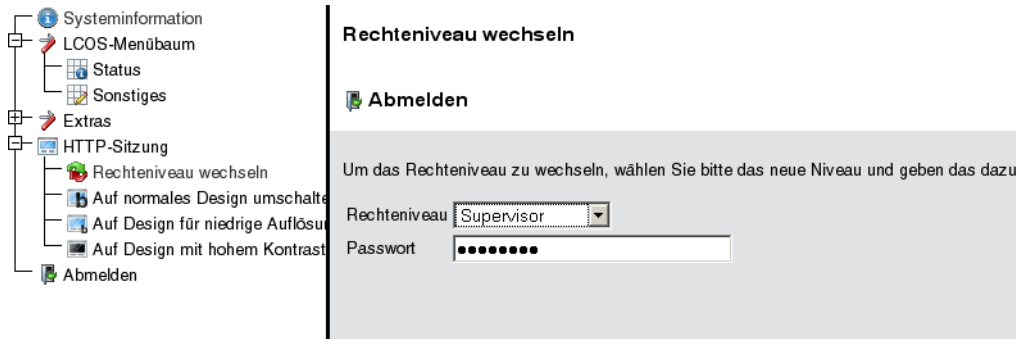 Systeminformation
LCOS-Menübaum
Status
Sonstiges
Extras
HTTP-Sitzung
Rechteniveau wechseln
Auf normales Design umschalte
Auf Design für niedrige Auflösu
Auf Design mit hohem Kontrast
Abmelden
Rechteniveau wechseln
Abmelden
Um das Rechteniveau zu wechseln, wählen Sie bitte das neue Niveau und geben das dazu
Rechteniveau Supervisor
Passwort ●●●●●●●●